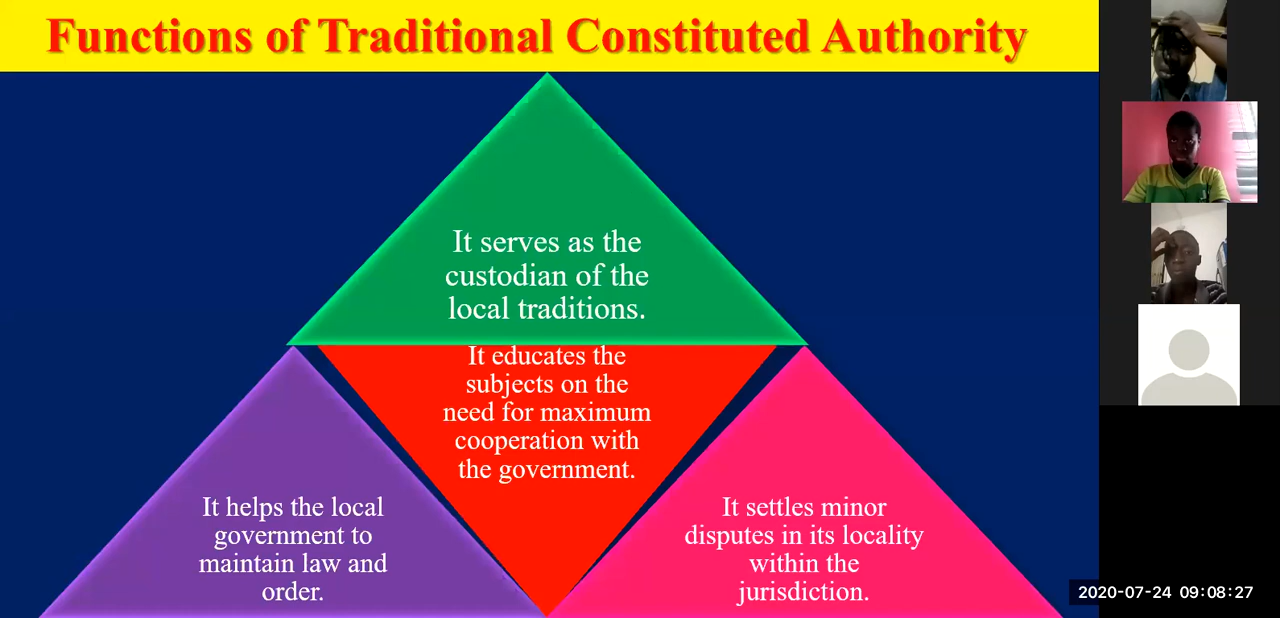 Functions of Traditional Constituted Authority
It serves as the
custodian of the
local traditions.
It educates the
subjects on the
need for maximum
cooperation with
the government.
It helps the local
government to
maintain law and
order.
It settles minor
disputes in its locality
within the
jurisdiction.
2020-07-24 09:08:27